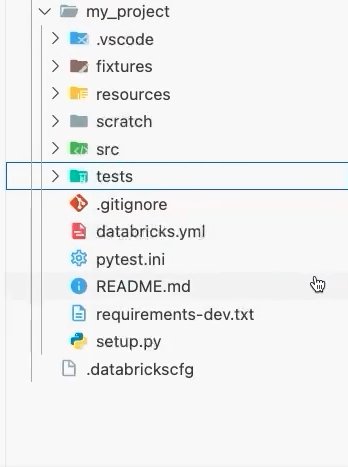 my_project
.vscode
fixtures
resources
scratch
src
tests
.gitignore
databricks.yml
pytest.ini
README.md
requirements-dev.txt
setup.py
.databrickscfg